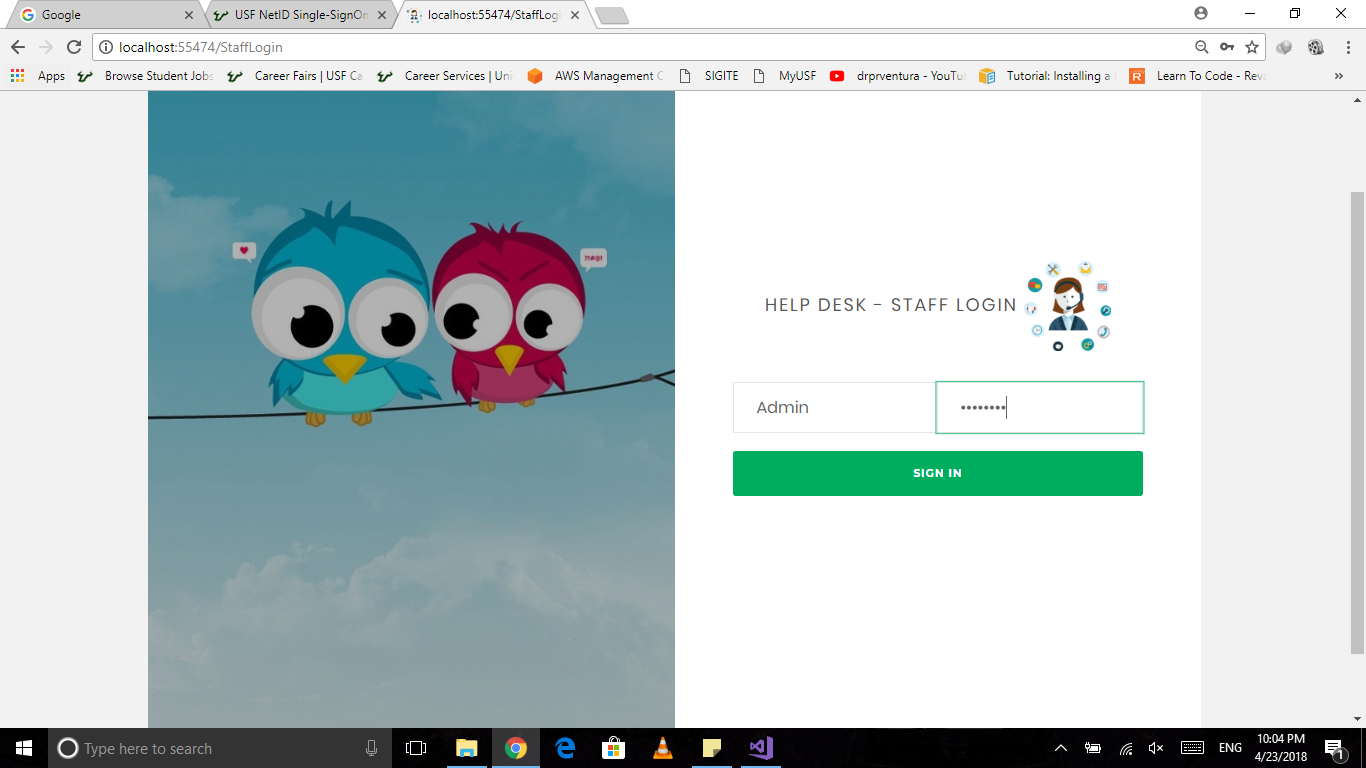 Google
USF NetID Single-SignOn
localhost:55474/StaffLogi
localhost:55474/StaffLogin
Apps
Browse Student Jobs
Career Fairs | USF Ca
Career Services | Uni
AWS Management C
SIGITE
MyUSF
drprventura - YouTu
Tutorial: Installing a
Learn To Code - Reva
»
?!#@!
HELP DESK - STAFF LOGIN
Admin
••••••••
SIGN IN
Type here to search
ENG
10:04 PM
4/23/2018
1